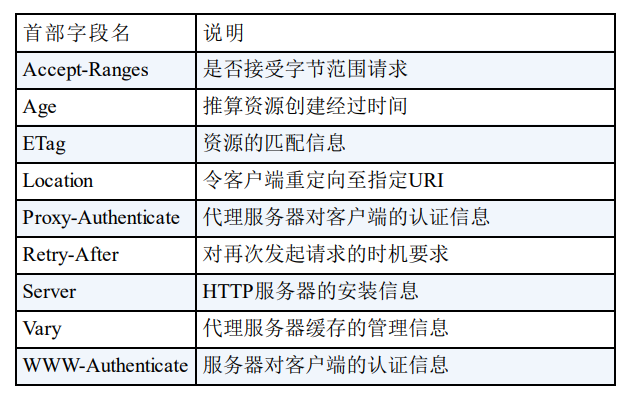 首部字段名 说明
Accept-Ranges 是否接受字节范围请求
Age 推算资源创建经过时间
ETag 资源的匹配信息
Location 令客户端重定向至指定URI
Proxy-Authenticate 代理服务器对客户端的认证信息
Retry-After 对再次发起请求的时机要求
Server HTTP服务器的安装信息
Vary 代理服务器缓存的管理信息
WWW-Authenticate 服务器对客户端的认证信息